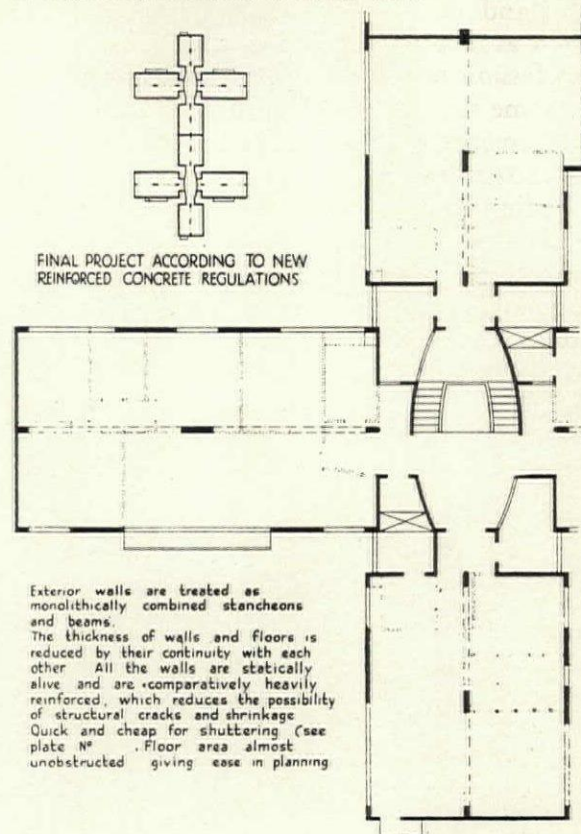 FINAL PROJECT ACCORDING TO NEW
REINFORCED CONCRETE REGULATIONS
Exterior walls are treated as
monolithically combined stancheons
and beams.
The thickness of walls and floors is
reduced by their continuity with each
other All the walls are statically
alive and are comparatively heavily
reinforced, which reduces the possibility
of structural cracks and shrinkage
Quick and cheap for shuttering (see
plate Nº . Floor area almost
unobstructed giving ease in planning